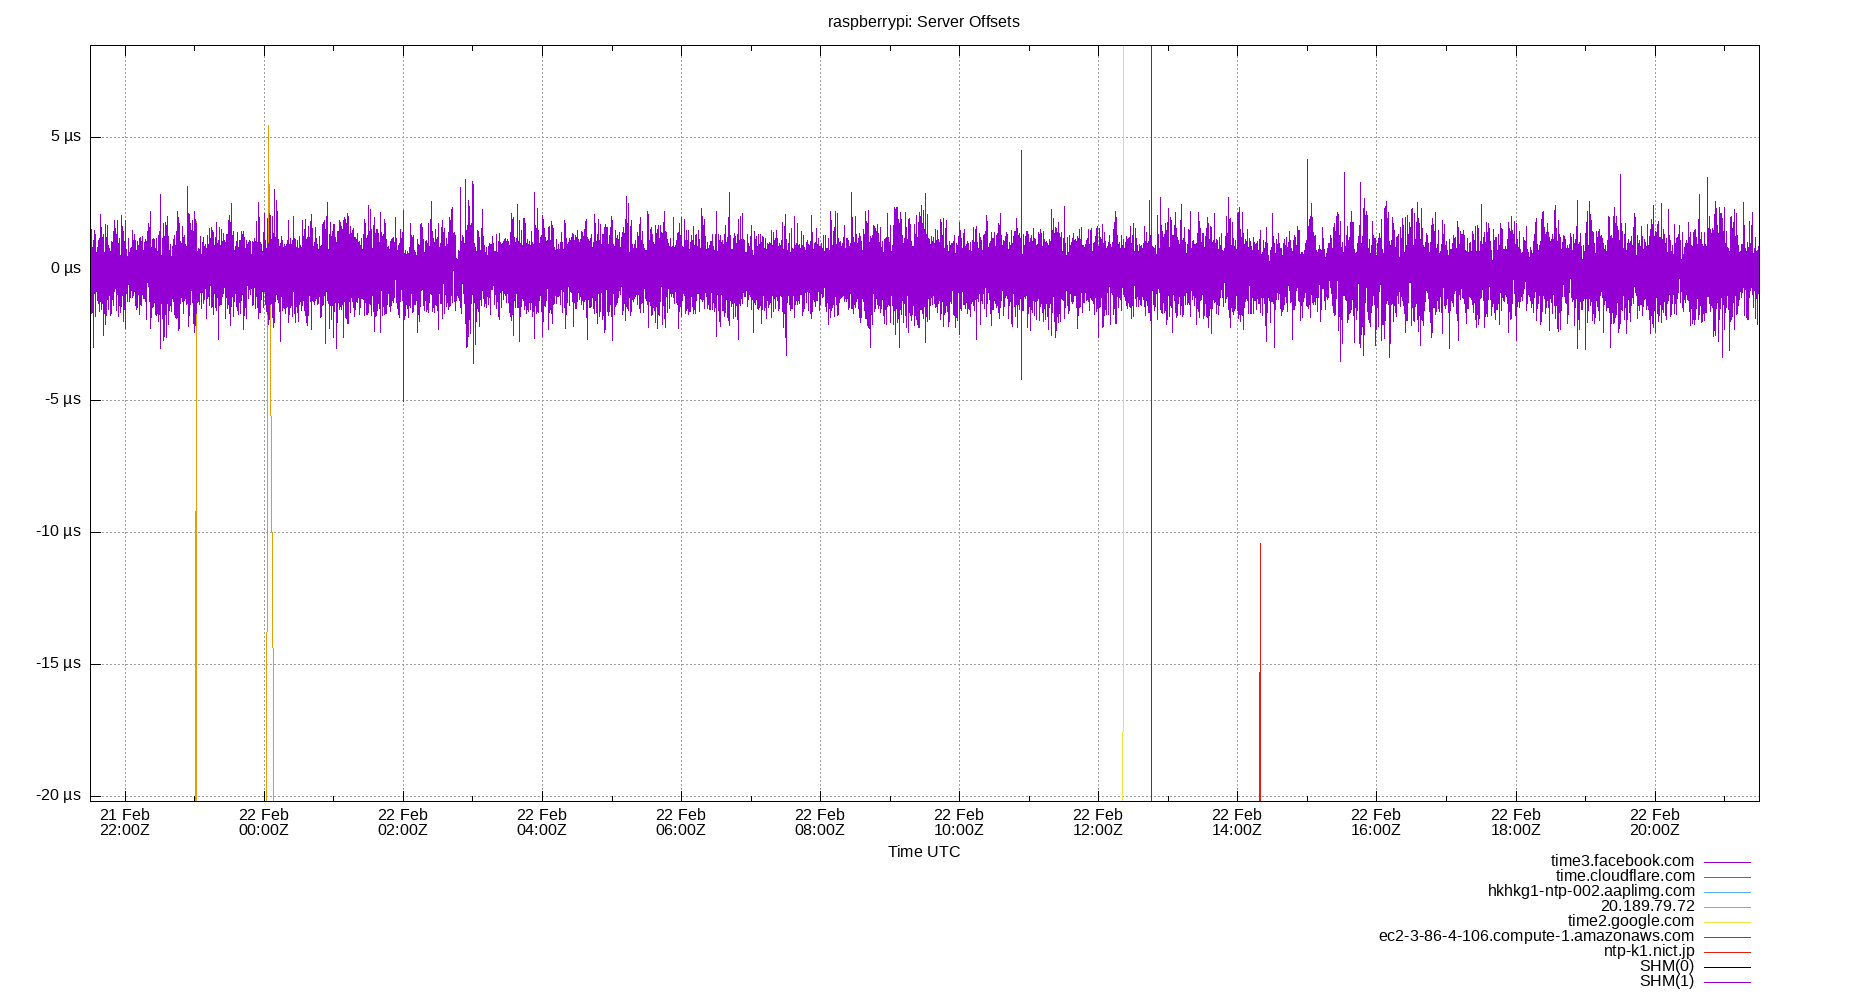 raspberrypi: Server Offsets
5 µs
0 µs
-5 µs
-10 µs
-15 µs
-20 µs
21 Feb 22 Feb 22 Feb 22 Feb 22 Feb 22 Feb 22 Feb 22 Feb 22 Feb 22 Feb 22 Feb 22 Feb
22:00Z 00:00Z 02:00Z 04:00Z 06:00Z 08:00Z 10:00Z 12:00Z 14:00Z 16:00Z 18:00Z 20:00Z
Time UTC
time3.facebook.com
time.cloudflare.com
hkhkg1-ntp-002.aaplimg.com
20.189.79.72
time2.google.com
ec2-3-86-4-106.compute-1.amazonaws.com
ntp-k1.nict.jp
SHM(0)
SHM(1)